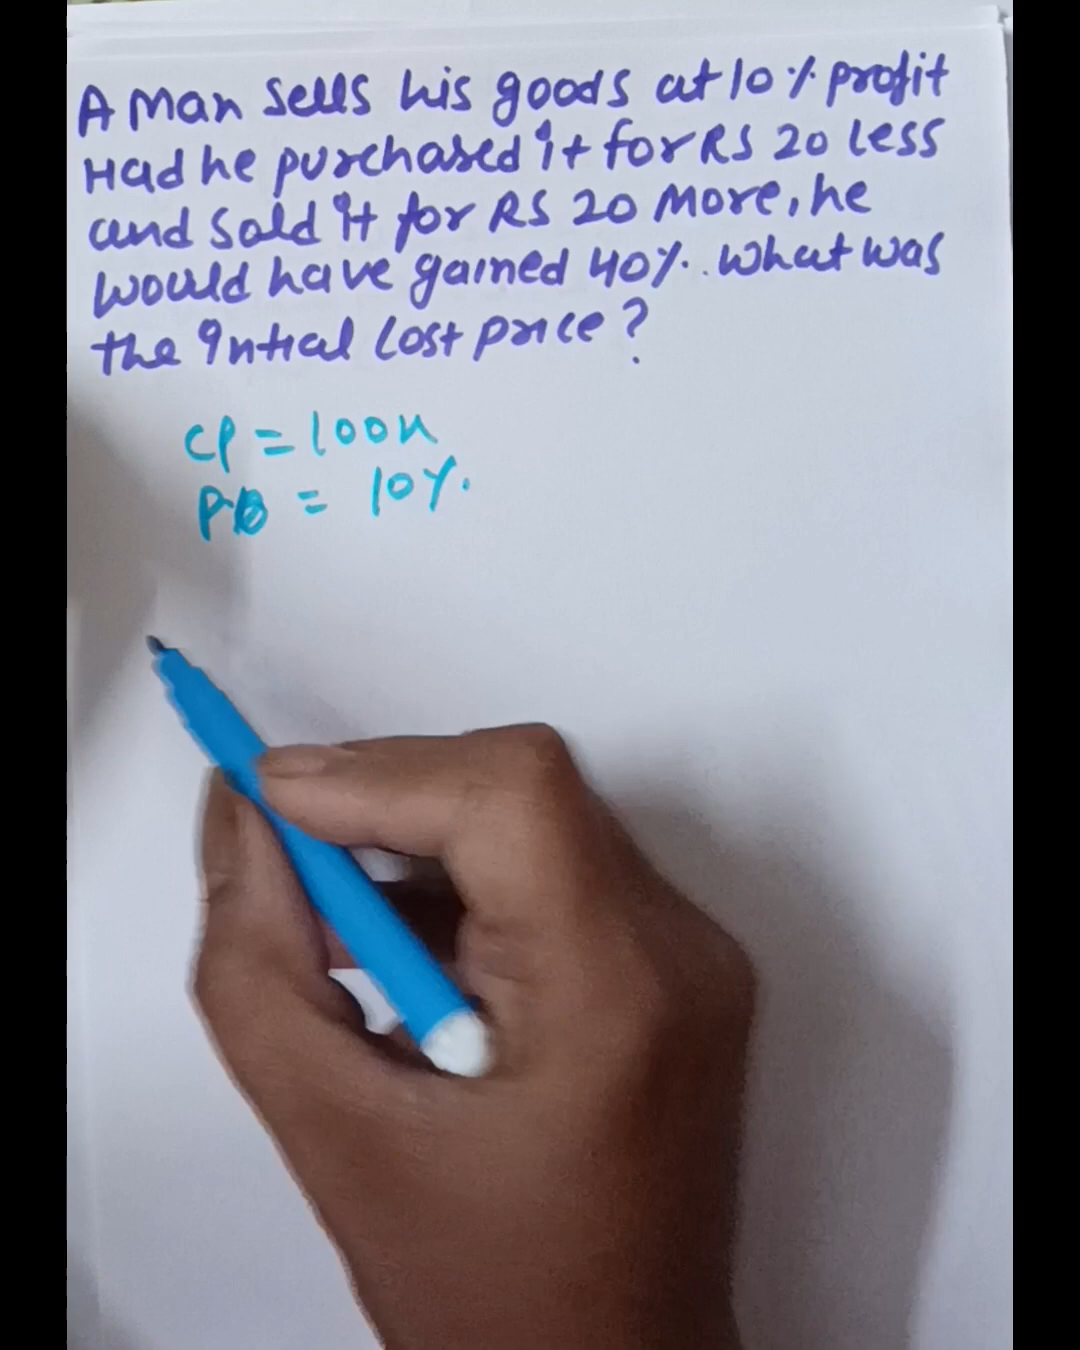 A Man sells his goods at 10% profit
Had he purchased it for RS 20 less
and sold it for RS 20 More, he
would have gained 40%. What was
the intial Cost price?
CP = 100x
= 10%.